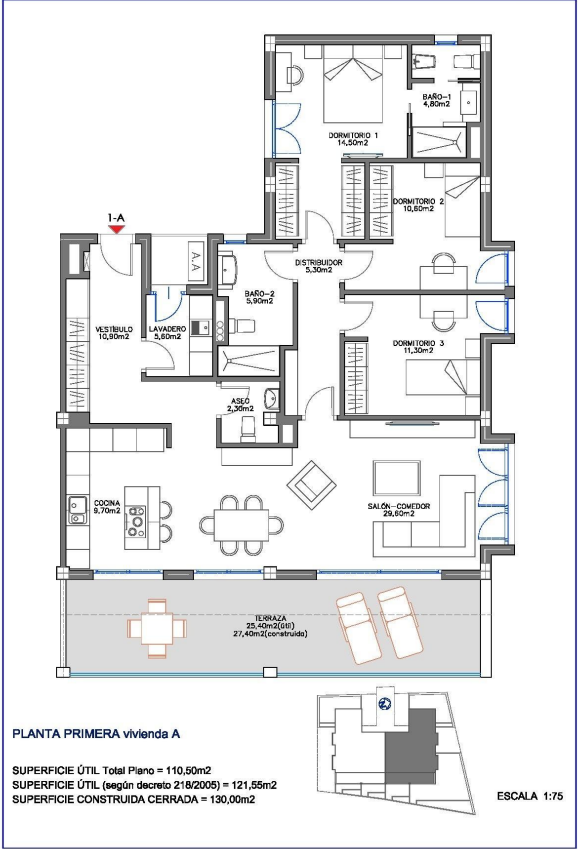 BAÑO-1
4,80m2
DORMITORIO 1
14,50m2
DORMITORIO 2
10,60m2
1-A
A.A
DISTRIBUIDOR
5,30m2
BAÑO-2
5,90m2
VESTÍBULO
10,90m2
LAVADERO
5,60m2
DORMITORIO 3
11,30m2
ASEO
2,30m2
COCINA
9,70m2
SALÓN-COMEDOR
29,60m2
TERRAZA
25,40m2(útil)
27,40m2(construido)
PLANTA PRIMERA vivienda A
SUPERFICIE ÚTIL Total Plano = 110,50m2
SUPERFICIE ÚTIL (según decreto 218/2005) = 121,55m2
SUPERFICIE CONSTRUIDA CERRADA = 130,00m2
ESCALA 1:75